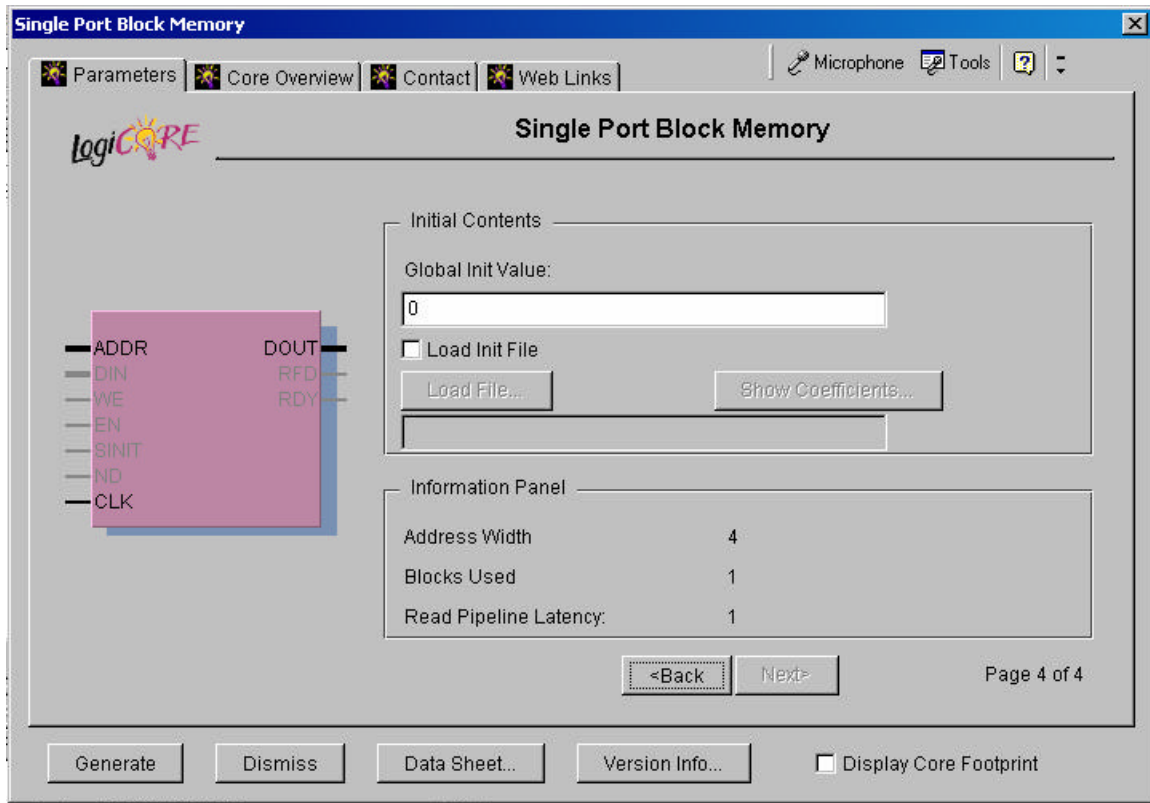 Single Port Block Memory
Parameters Core Overview Contact Web Links Microphone Tools
LogiCORE
Single Port Block Memory
Initial Contents
Global Init Value:
0
Load Init File
Load File... Show Coefficients...
ADDR DOUT
DIN RFD
WE RDY
EN
SINIT
ND
CLK
Information Panel
Address Width 4
Blocks Used 1
Read Pipeline Latency: 1
<Back Next> Page 4 of 4
Generate Dismiss Data Sheet... Version Info... Display Core Footprint